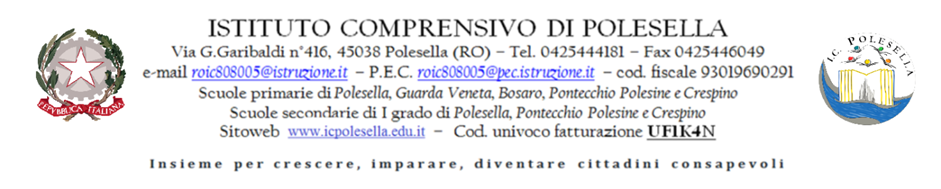 ISTITUTO COMPRENSIVO DI POLESELLA
Via G.Garibaldi n°416, 45038 Polesella (RO) – Tel. 0425444181 – Fax 0425446049
e-mail roic808005@istruzione.it – P.E.C. roic808005@pec.istruzione.it – cod. fiscale 93019690291
Scuole primarie di Polesella, Guarda Veneta, Bosaro, Pontecchio Polesine e Crespino
Scuole secondarie di I grado di Polesella, Pontecchio Polesine e Crespino
Sitoweb www.icpolesella.edu.it – Cod. univoco fatturazione UF1K4N
Insieme per crescere, imparare, diventare cittadini consapevoli
REPVBBLICA ITALIANA
I.C. POLESELLA